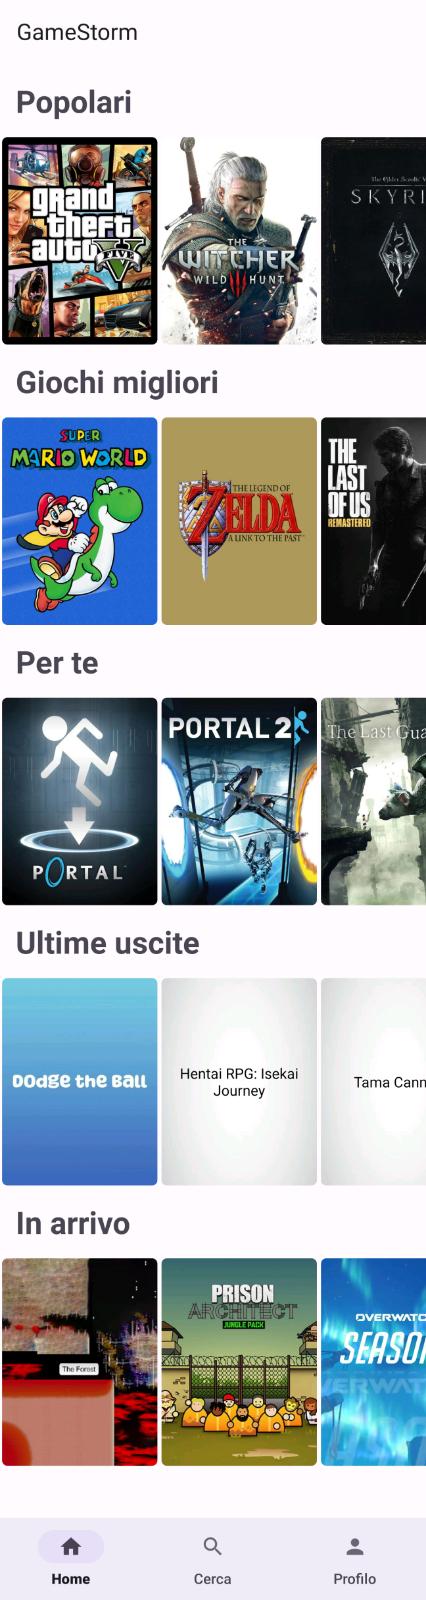 GameStorm
Popolari
grand
theft
auto
FIVE
V
THE
WITCHER
WILD HUNT
The Elder Scrolls V
SKYRI
Giochi migliori
SUPER
MARIO WORLD
THE LEGEND OF
ZELDA
A LINK TO THE PAST
THE
LAST
OF US
REMASTERED
Per te
PORTAL
PORTAL 2
The Last Gua
Ultime uscite
Dodge the Ball
Hentai RPG: Isekai
Journey
Tama Cann
In arrivo
The Forest
PRISON
ARCHITECT
JUNGLE PACK
OVERWATC
SEASO
Home
Cerca
Profilo